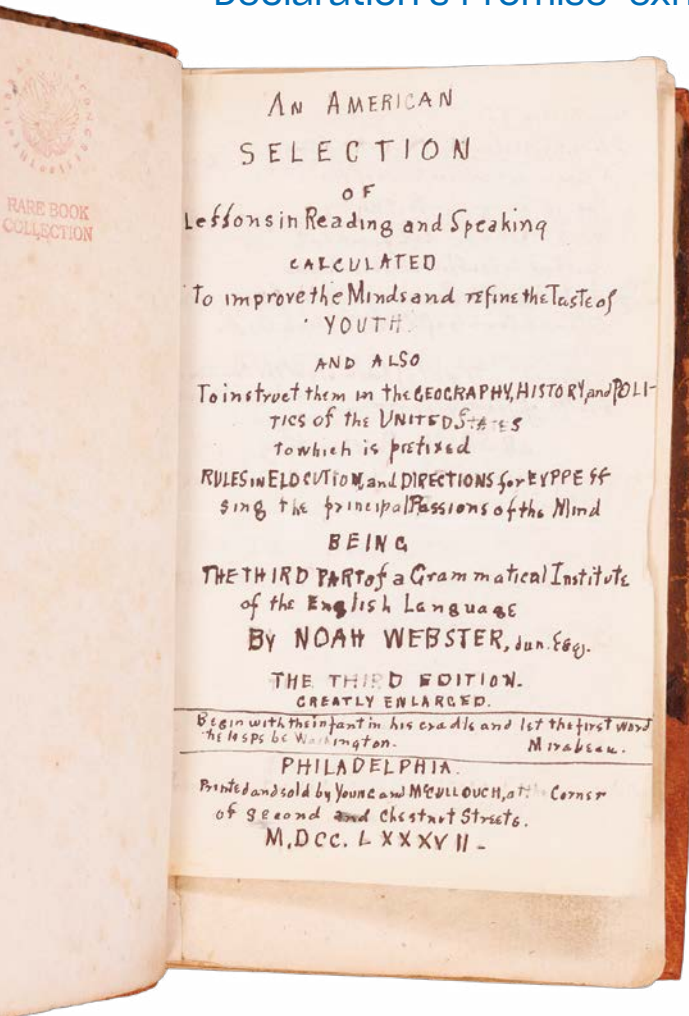 Declaration's Promise" exh
RARE BOOK
COLLECTION
AN AMERICAN
SELECTION
OF
Lessons in Reading and Speaking
CALCULATED
To improve the Minds and refine the Taste of
YOUTH.
AND ALSO
To instruct them in the GEOGRAPHY, HISTORY, and POLI-
TICS of the UNITED STATES
to which is prefixed
RULES in ELOCUTION, and DIRECTIONS for EXPRESS
sing the principal Passions of the Mind
BEING
THE THIRD PART of a Grammatical Institute
of the English Language
BY NOAH WEBSTER, Jun. Esq.
THE THIRD EDITION.
GREATLY ENLARGED.
Begin with the infant in his cradle and let the first word
he lisps be Washington. Mirabeau.
PHILADELPHIA.
Printed and sold by YOUNG and McCULLOUCH, at the Corner
of second and Chestnut Streets.
M,DCC. LXXXVII-